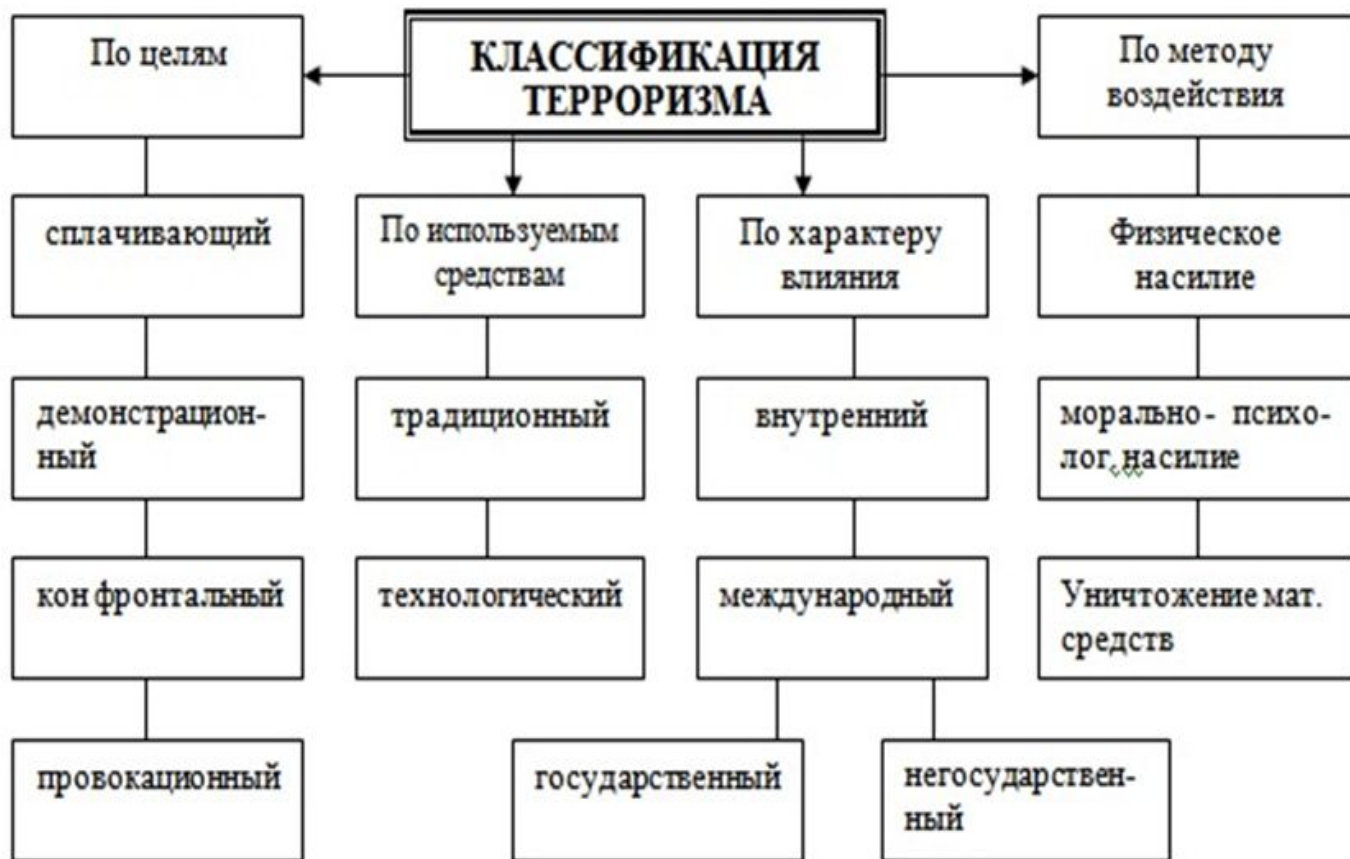 По целям
КЛАССИФИКАЦИЯ
ТЕРРОРИЗМА
По методу
воздействия
сплачивающий
По используемым
средствам
По характеру
влияния
Физическое
насилие
демонстрацион-
ный
традиционный
внутренний
морально- психо-
лог, насилие
кон фронтальный
технологический
международный
Уничтожение мат.
средств
провокационный
государственный
негосударствен-
ный